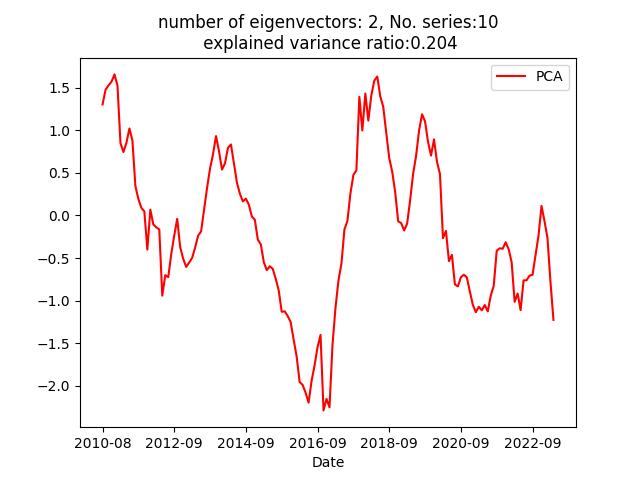 number of eigenvectors: 2, No. series:10
explained variance ratio:0.204
PCA
1.5
1.0
0.5
0.0
−0.5
−1.0
−1.5
−2.0
2010-08 2012-09 2014-09 2016-09 2018-09 2020-09 2022-09
Date